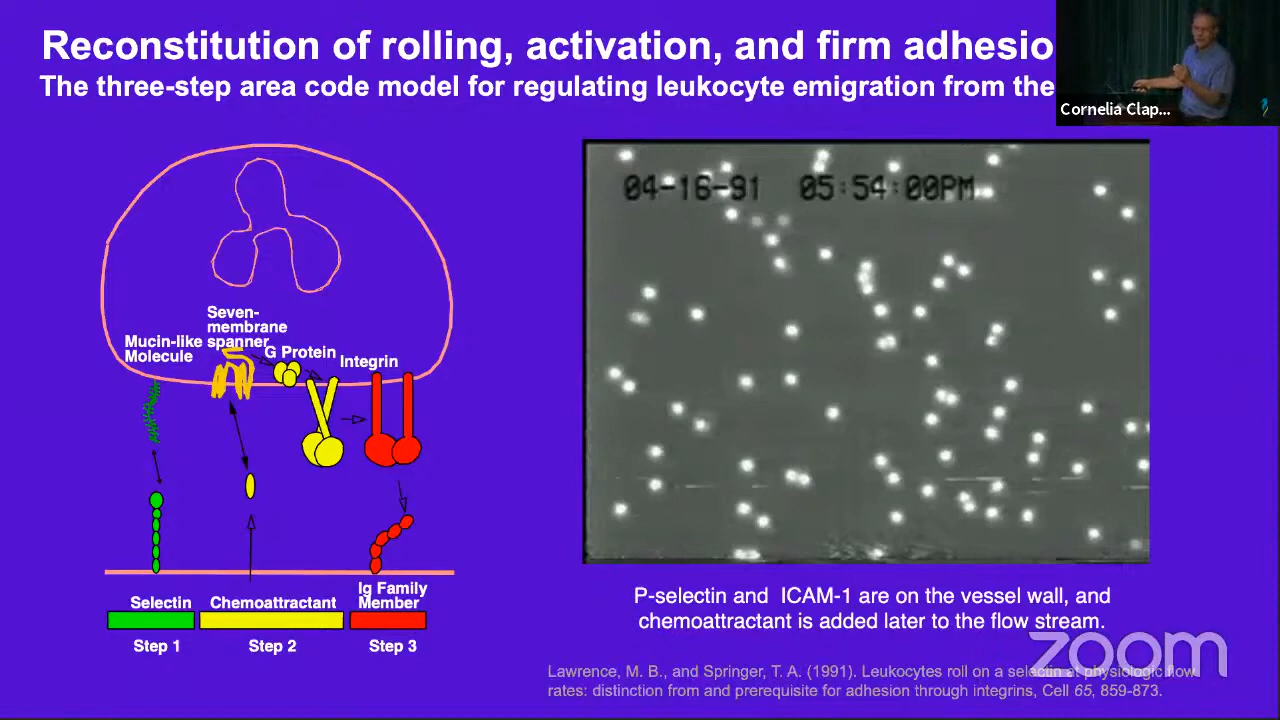 Reconstitution of rolling, activation, and firm adhesio
The three-step area code model for regulating leukocyte emigration from the
Cornelia Clap...
04-16-91 05:54:00PM
Seven-
membrane
spanner
Mucin-like
Molecule
G Protein
Integrin
Selectin
Chemoattractant
Ig Family
Member
Step 1
Step 2
Step 3
P-selectin and ICAM-1 are on the vessel wall, and
chemoattractant is added later to the flow stream.
zoom
Lawrence, M. B., and Springer, T. A. (1991). Leukocytes roll on a selectin at physiologic flow
rates: distinction from and prerequisite for adhesion through integrins, Cell 65, 859-873.